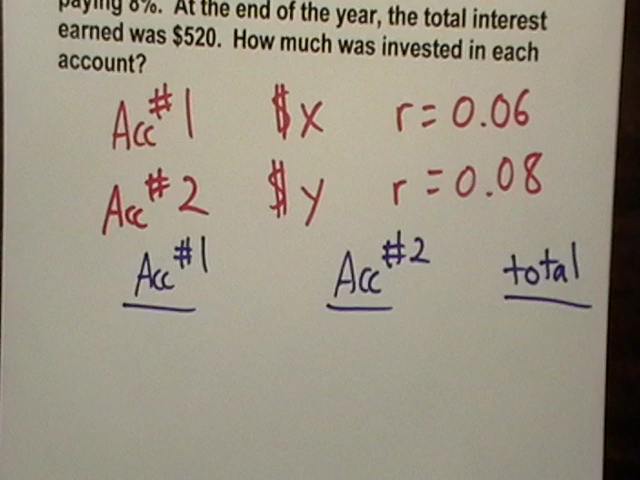 paying 8%. At the end of the year, the total interest
earned was $520. How much was invested in each
account?
Acc #1 $x r = 0.06
Acc #2 $y r = 0.08
Acc #1 Acc #2 total